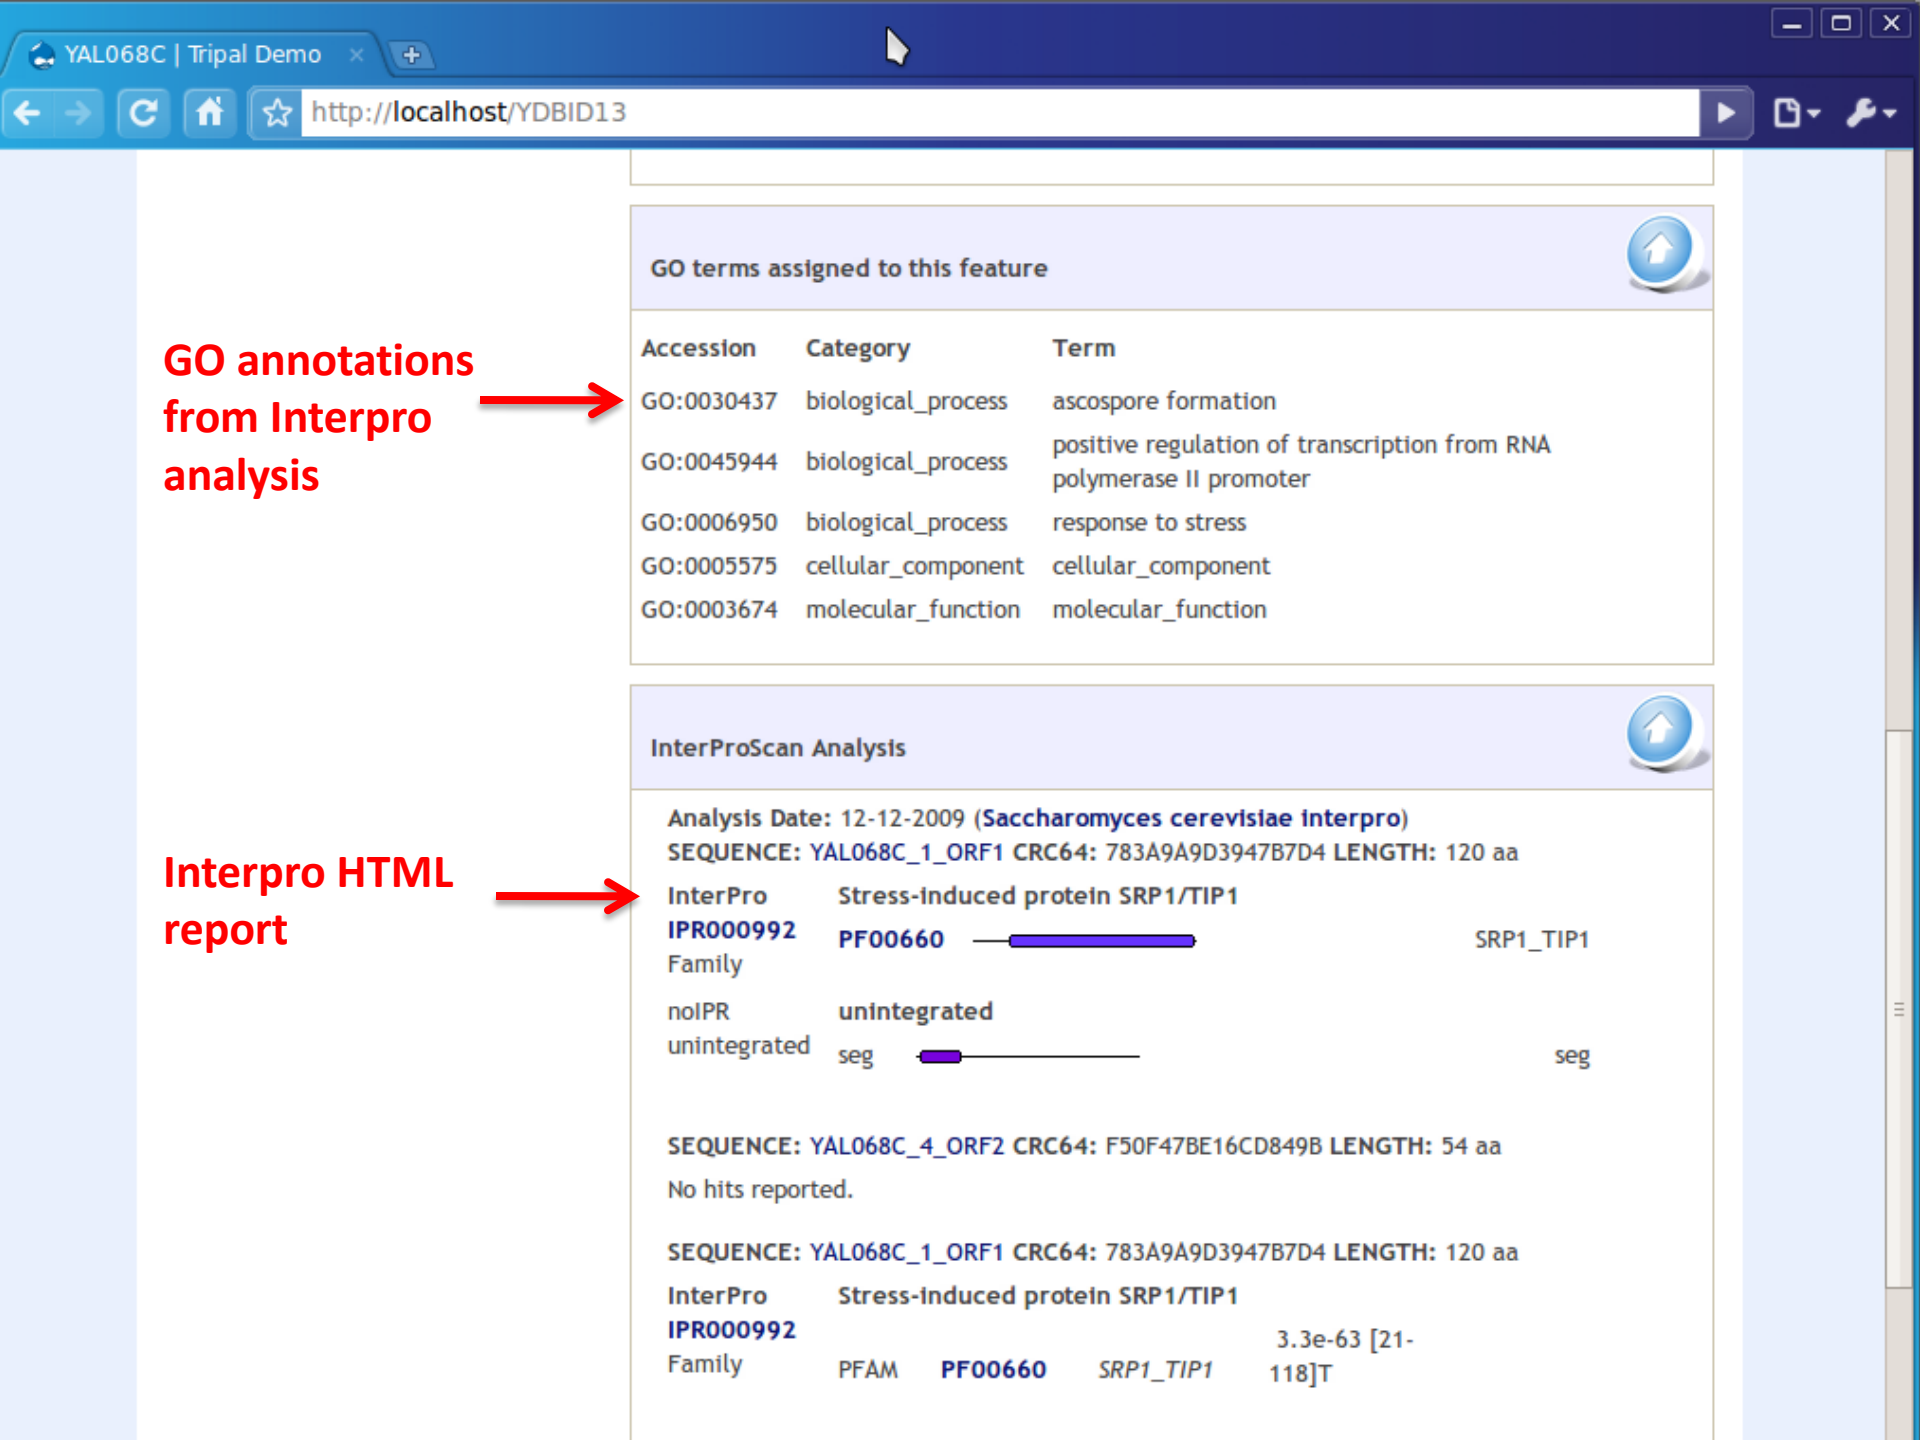 YAL068C | Tripal Demo
http://localhost/YDBID13
GO terms assigned to this feature
GO annotations
from Interpro
analysis
Accession Category Term
GO:0030437 biological_process ascospore formation
GO:0045944 biological_process positive regulation of transcription from RNA
polymerase II promoter
GO:0006950 biological_process response to stress
GO:0005575 cellular_component cellular_component
GO:0003674 molecular_function molecular_function
InterProScan Analysis
Interpro HTML
report
Analysis Date: 12-12-2009 (Saccharomyces cerevisiae interpro)
SEQUENCE: YAL068C_1_ORF1 CRC64: 783A9A9D3947B7D4 LENGTH: 120 aa
InterPro Stress-induced protein SRP1/TIP1
IPR000992
PF00660 SRP1_TIP1
Family
noIPR unintegrated
unintegrated
seg seg
SEQUENCE: YAL068C_4_ORF2 CRC64: F50F47BE16CD849B LENGTH: 54 aa
No hits reported.
SEQUENCE: YAL068C_1_ORF1 CRC64: 783A9A9D3947B7D4 LENGTH: 120 aa
InterPro Stress-induced protein SRP1/TIP1
IPR000992
Family
PFAM PF00660 SRP1_TIP1 3.3e-63 [21-
118]T